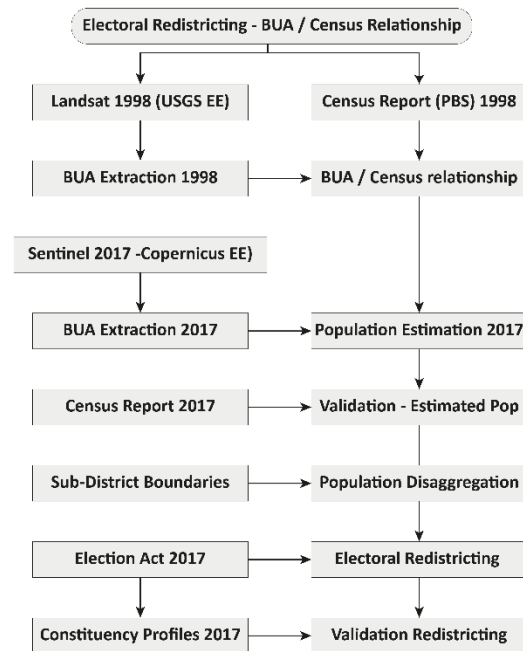 Electoral Redistricting - BUA / Census Relationship
Landsat 1998 (USGS EE)
Census Report (PBS) 1998
BUA Extraction 1998
BUA / Census relationship
Sentinel 2017 -Copernicus EE)
BUA Extraction 2017
Population Estimation 2017
Census Report 2017
Validation - Estimated Pop
Sub-District Boundaries
Population Disaggregation
Election Act 2017
Electoral Redistricting
Constituency Profiles 2017
Validation Redistricting